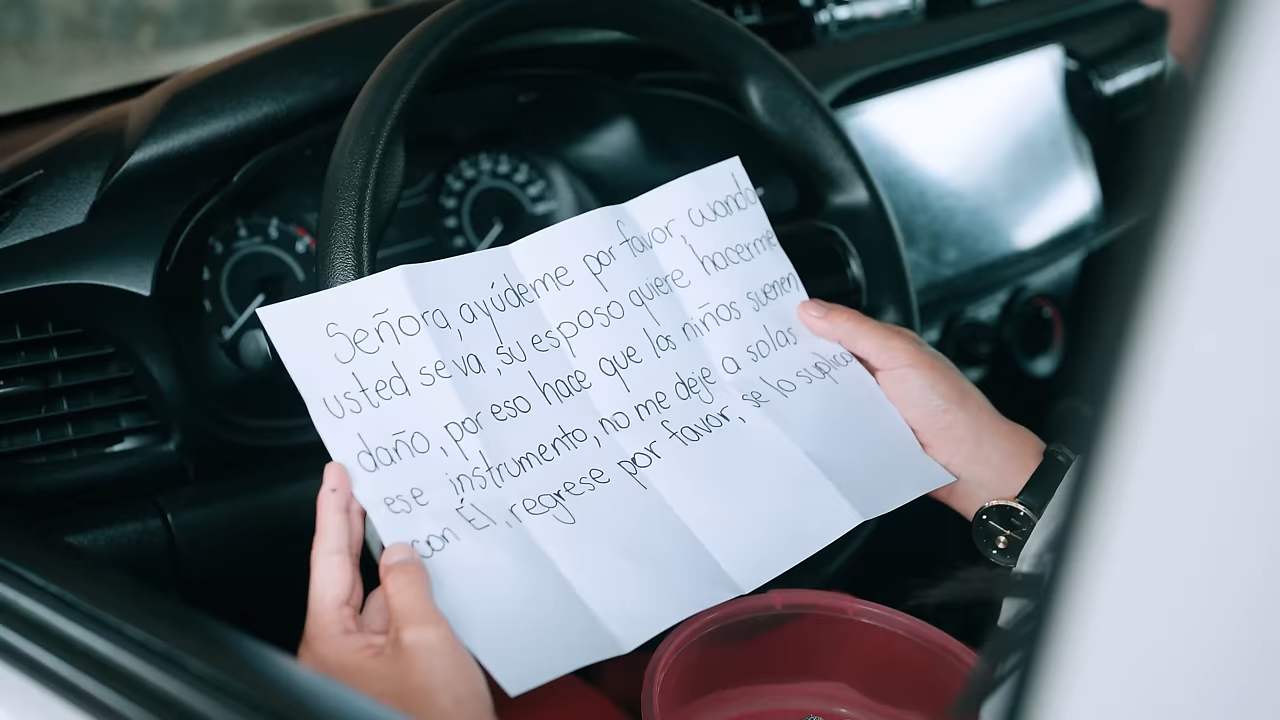 Señora, ayúdeme por favor, cuando
usted se va, su esposo quiere hacerme
daño, por eso hace que los niños suenen
ese instrumento, no me deje a solas
con Él, regrese por favor, se lo suplico